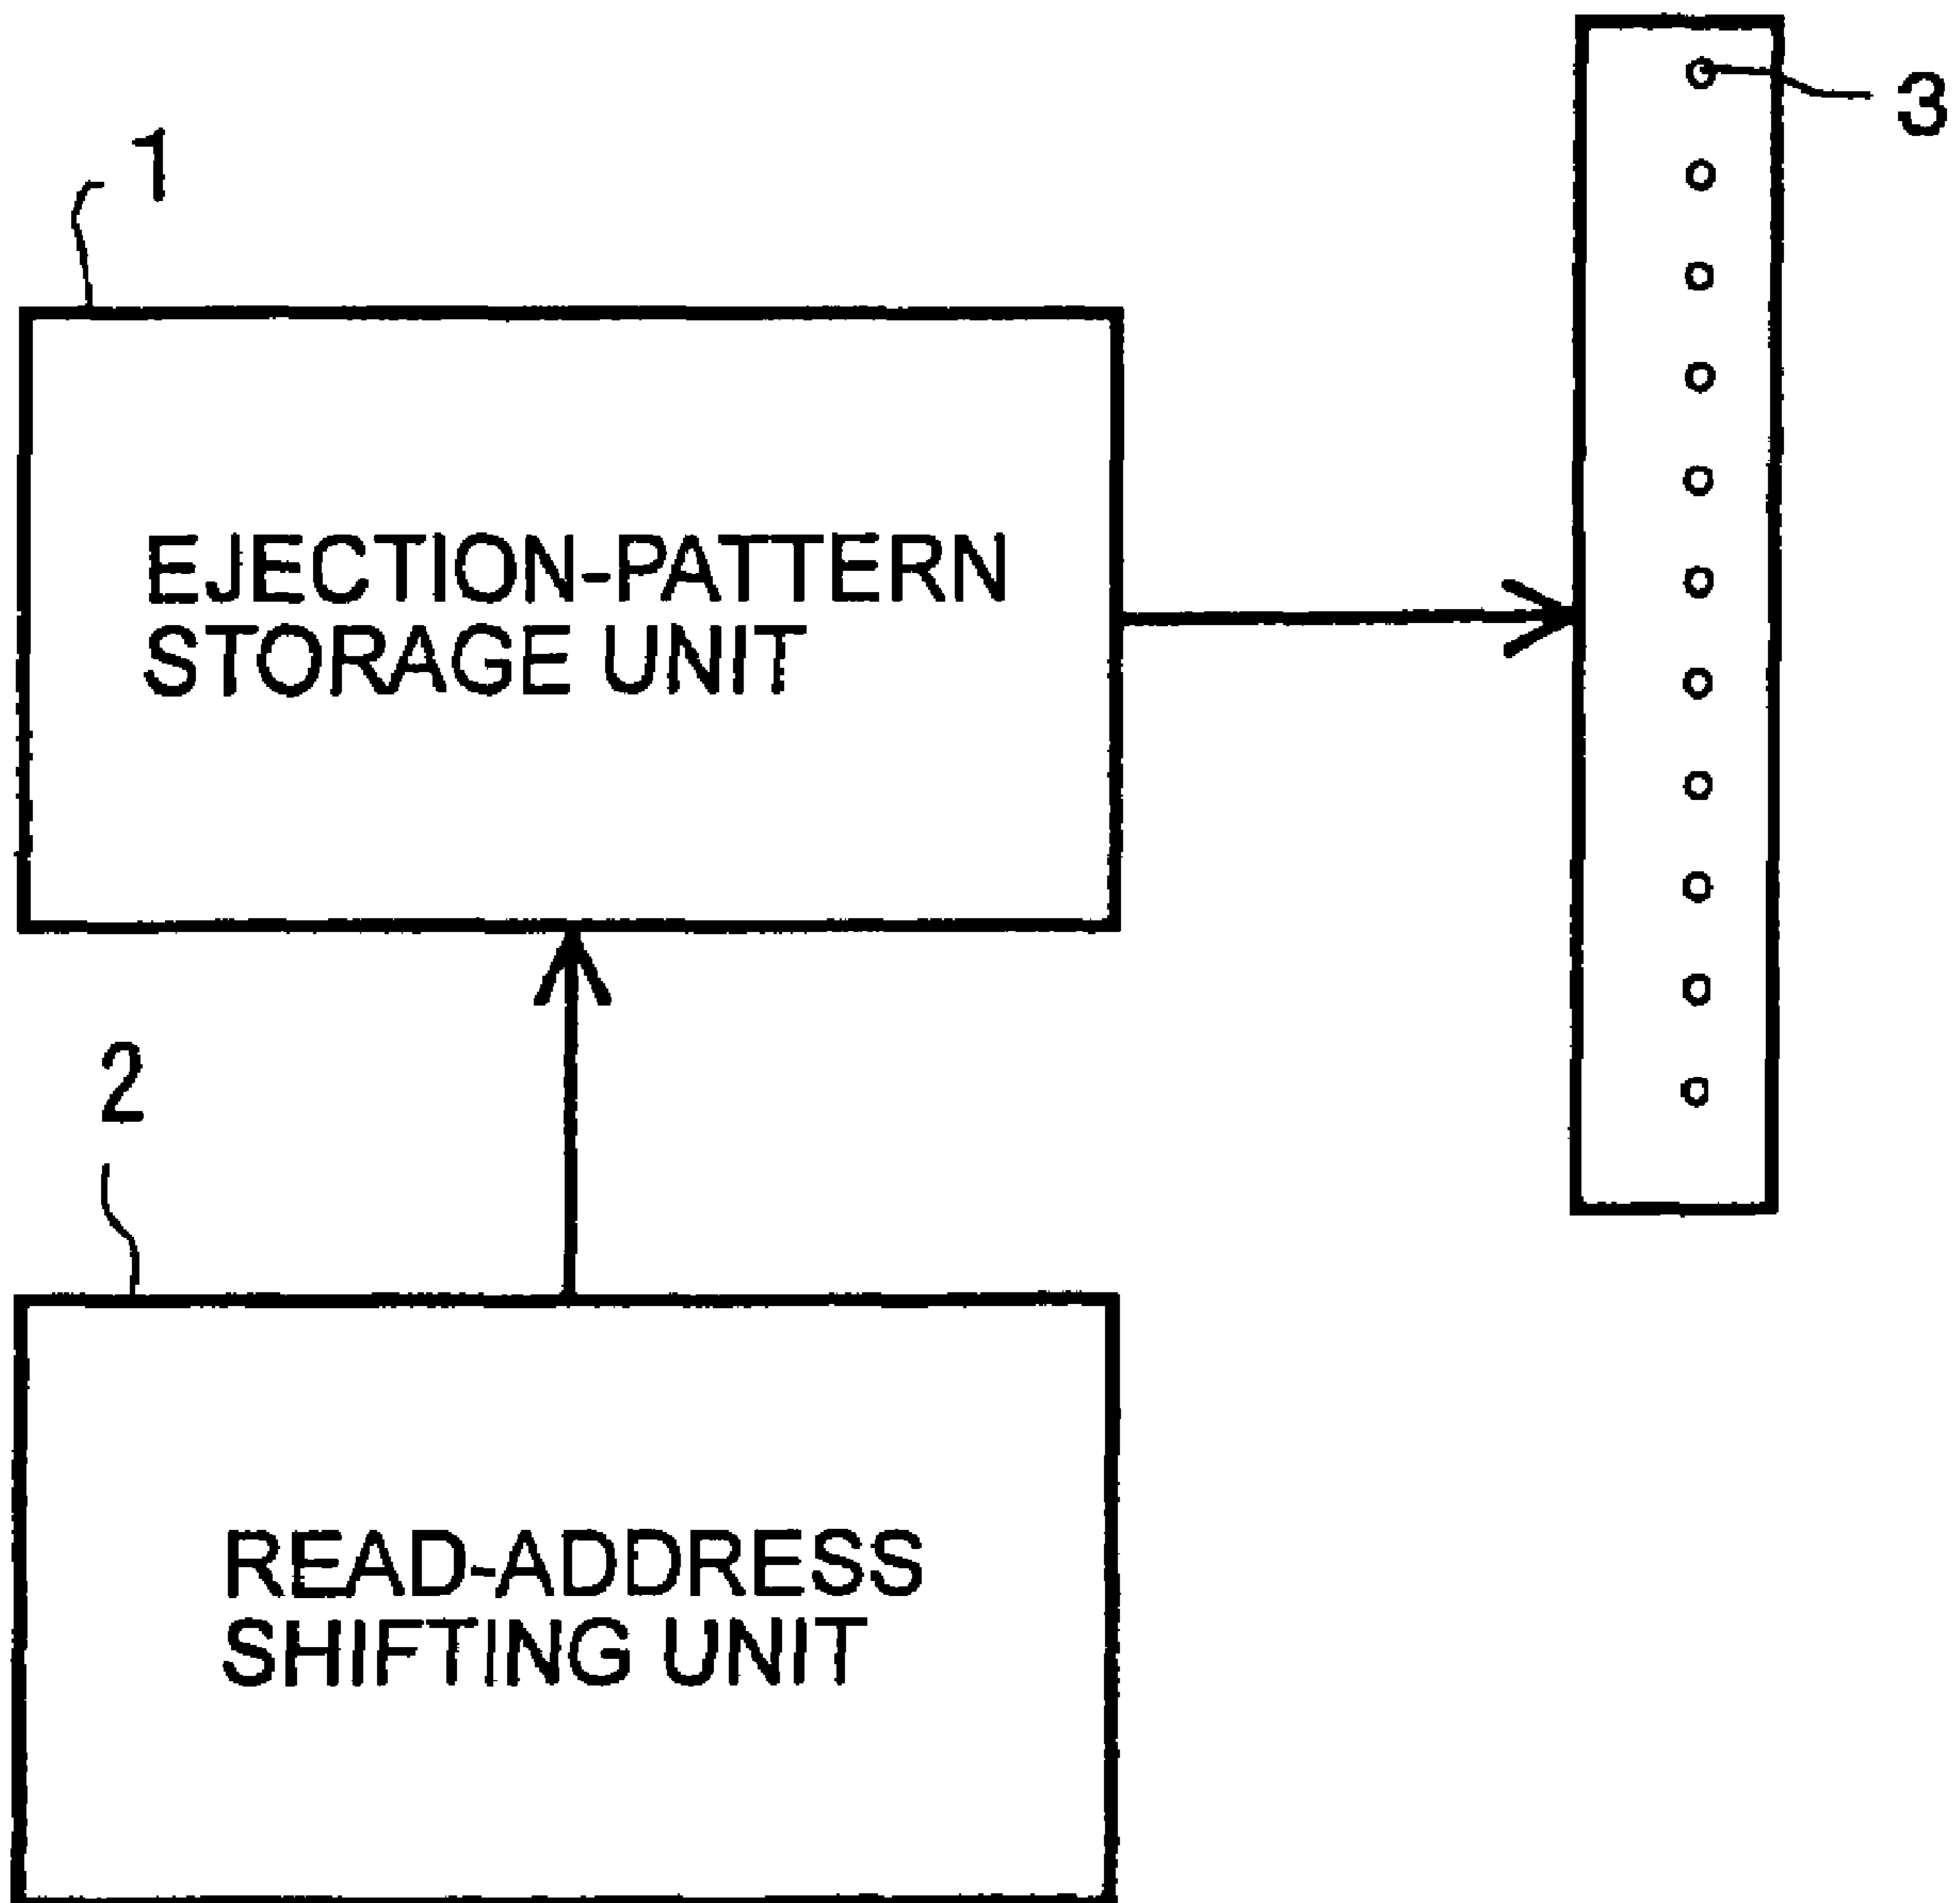 1
3
EJECTION-PATTERN
STORAGE UNIT
2
READ-ADDRESS
SHIFTING UNIT